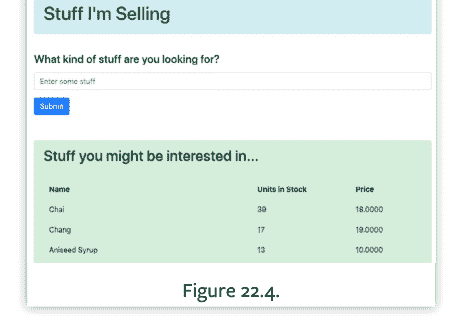 Stuff I'm Selling
What kind of stuff are you looking for?
Enter some stuff
Submit
Stuff you might be interested in...
Name Units in Stock Price
Chai 39 18.0000
Chang 17 19.0000
Aniseed Syrup 13 10.0000
Figure 22.4.